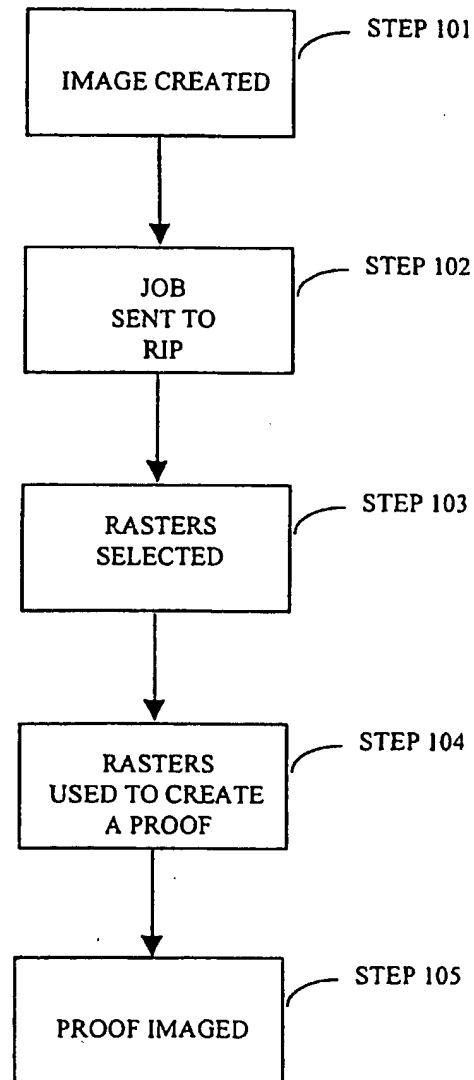 STEP 101
IMAGE CREATED
STEP 102
JOB
SENT TO
RIP
STEP 103
RASTERS
SELECTED
STEP 104
RASTERS
USED TO CREATE
A PROOF
STEP 105
PROOF IMAGED